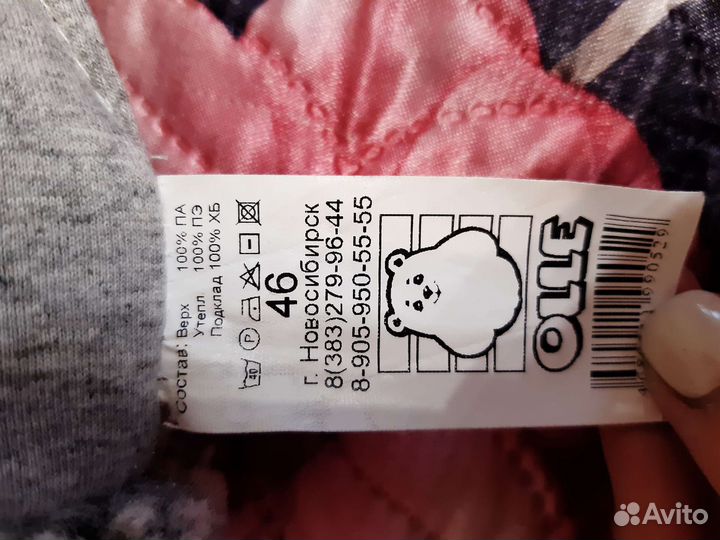 OLLE
8-905-950-55-55
8(383)279-96-44
г. Новосибирск
46
40 P
Состав: Верх 100% ПА
Утепл. 100% ПЭ
Подклад 100% ХБ
Avito